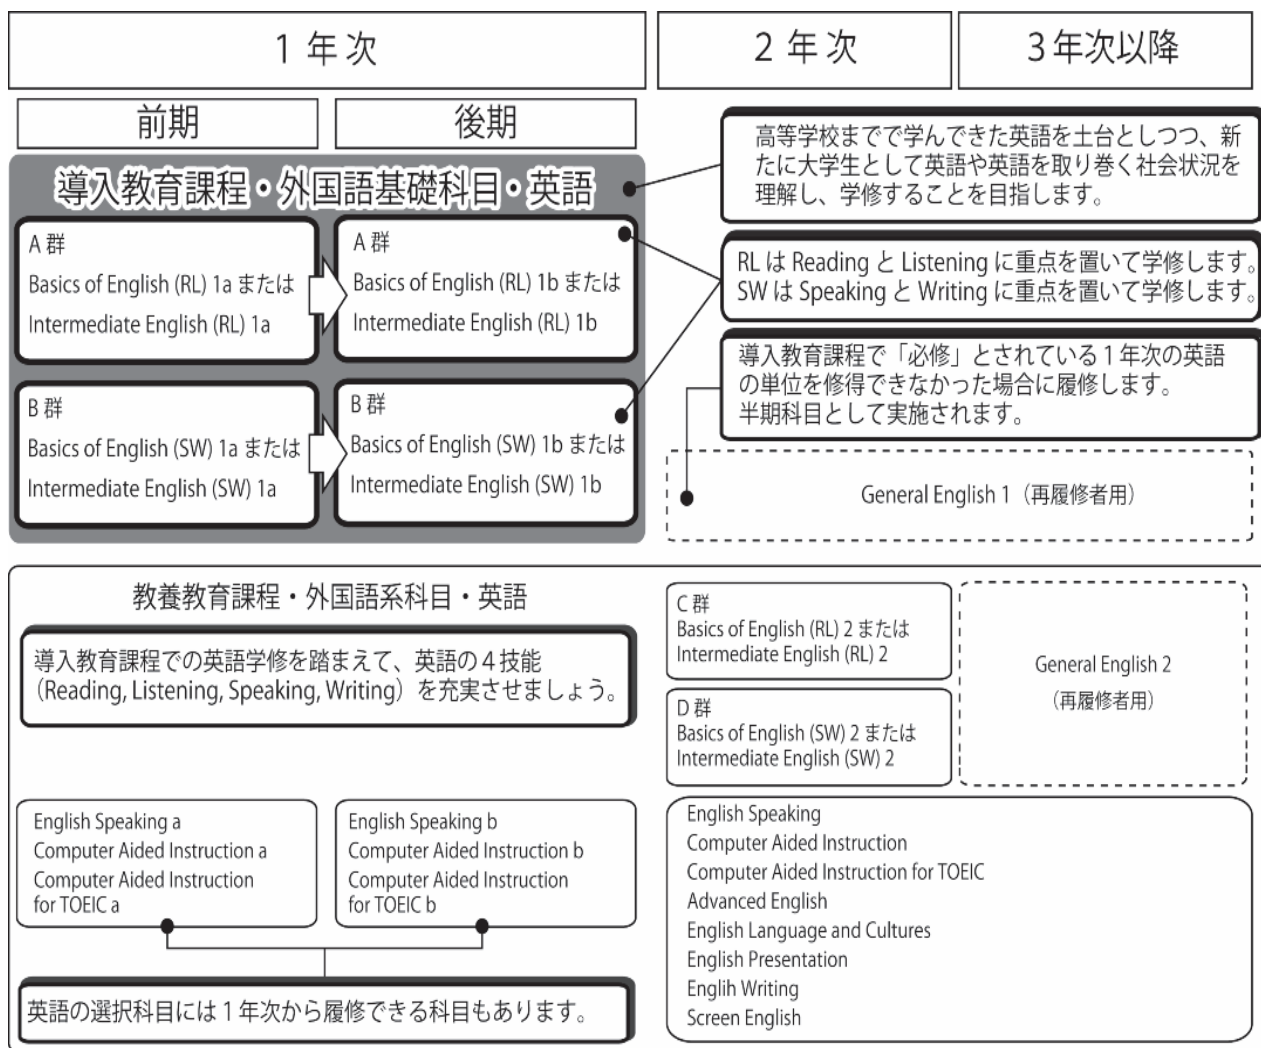 1 年 次
2 年 次
3年次以降
前期
後期
導入教育課程・外国語基礎科目・英語
A 群
Basics of English (RL) 1a または
Intermediate English (RL) 1a
A 群
Basics of English (RL) 1b または
Intermediate English (RL) 1b
B 群
Basics of English (SW) 1a または
Intermediate English (SW) 1a
B 群
Basics of English (SW) 1b または
Intermediate English (SW) 1b
高等学校までで学んできた英語を土台としつつ、新
たに大学生として英語や英語を取り巻く社会状況を
理解し、学修することを目指します。
RL は Reading と Listening に重点を置いて学修します。
SW は Speaking と Writing に重点を置いて学修します。
導入教育課程で「必修」とされている1年次の英語
の単位を修得できなかった場合に履修します。
半期科目として実施されます。
General English 1（再履修者用）
教養教育課程・外国語系科目・英語
導入教育課程での英語学修を踏まえて、英語の4技能
（Reading, Listening, Speaking, Writing）を充実させましょう。
C 群
Basics of English (RL) 2 または
Intermediate English (RL) 2
D 群
Basics of English (SW) 2 または
Intermediate English (SW) 2
General English 2
（再履修者用）
English Speaking a
Computer Aided Instruction a
Computer Aided Instruction
for TOEIC a
English Speaking b
Computer Aided Instruction b
Computer Aided Instruction
for TOEIC b
英語の選択科目には1年次から履修できる科目もあります。
English Speaking
Computer Aided Instruction
Computer Aided Instruction for TOEIC
Advanced English
English Language and Cultures
English Presentation
Englih Writing
Screen English